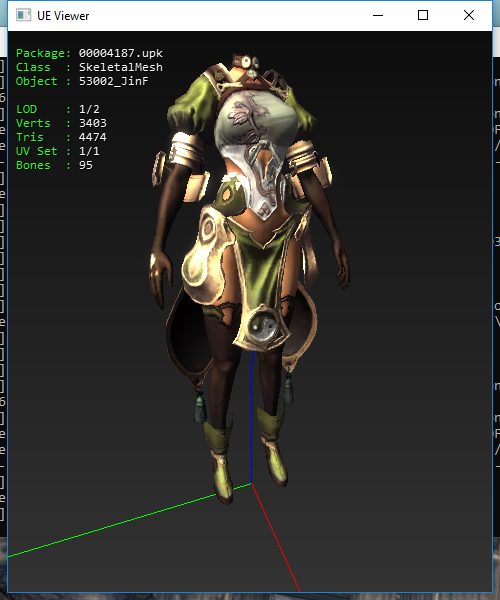 UE Viewer
Package: 00004187.upk
Class  : SkeletalMesh
Object : 53002_JinF
LOD    : 1/2
Verts  : 3403
Tris   : 4474
UV Set : 1/1
Bones  : 95